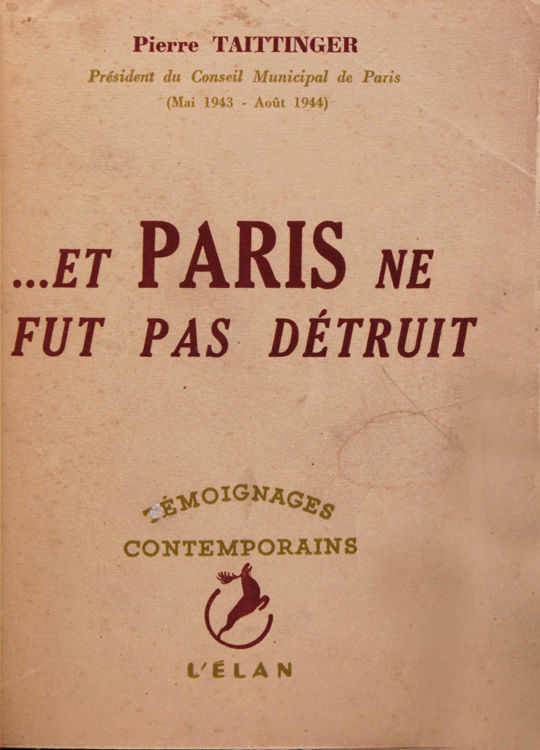 Pierre TAITTINGER
Président du Conseil Municipal de Paris
(Mai 1943 - Août 1944)
...ET PARIS NE
FUT PAS DÉTRUIT
TÉMOIGNAGES
CONTEMPORAINS
L'ÉLAN